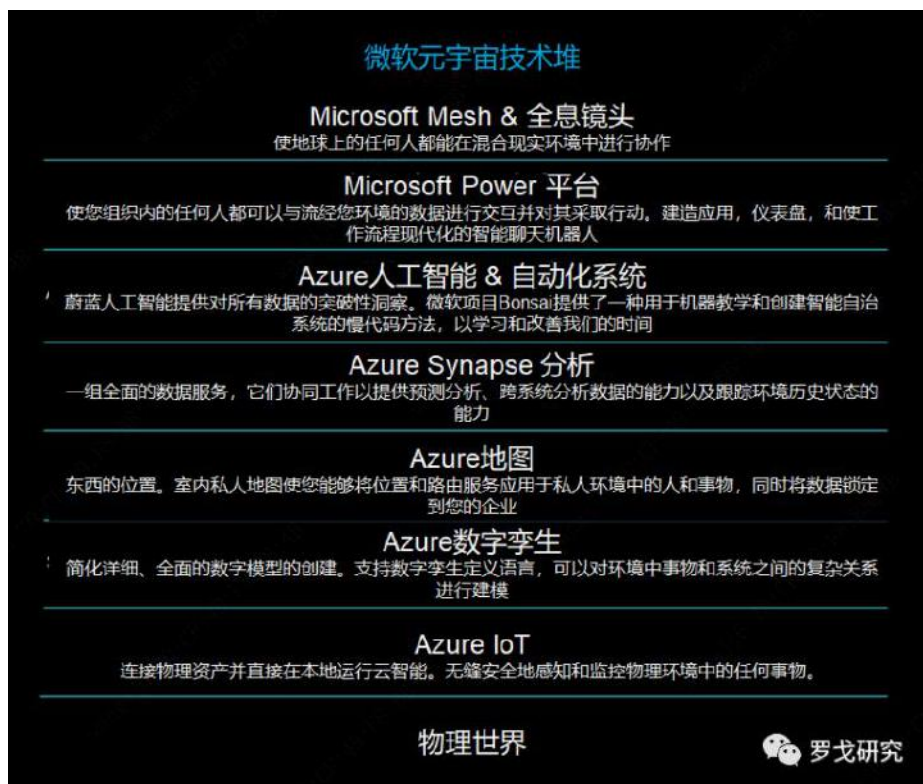 微软元宇宙技术堆
Microsoft Mesh & 全息镜头
使地球上的任何人都能在混合现实环境中进行协作
Microsoft Power 平台
使您组织内的任何人都可以与流经您环境的数据进行交互并对其采取行动。建造应用，仪表盘，和使工
作流程现代化的智能聊天机器人
Azure人工智能 & 自动化系统
蔚蓝人工智能提供对所有数据的突破性洞察。微软项目Bonsai提供了一种用于机器教学和创建智能自治
系统的慢代码方法，以学习和改善我们的时间
Azure Synapse 分析
一组全面的数据服务，它们协同工作以提供预测分析、跨系统分析数据的能力以及跟踪环境历史状态的
能力
Azure地图
东西的位置。室内私人地图使您能够将位置和路由服务应用于私人环境中的人和事物，同时将数据锁定
到您的企业
Azure数字孪生
简化详细、全面的数字模型的创建。支持数字孪生定义语言，可以对环境中事物和系统之间的复杂关系
进行建模
Azure IoT
连接物理资产并直接在本地运行云智能。无缝安全地感知和监控物理环境中的任何事物。
物理世界
罗戈研究